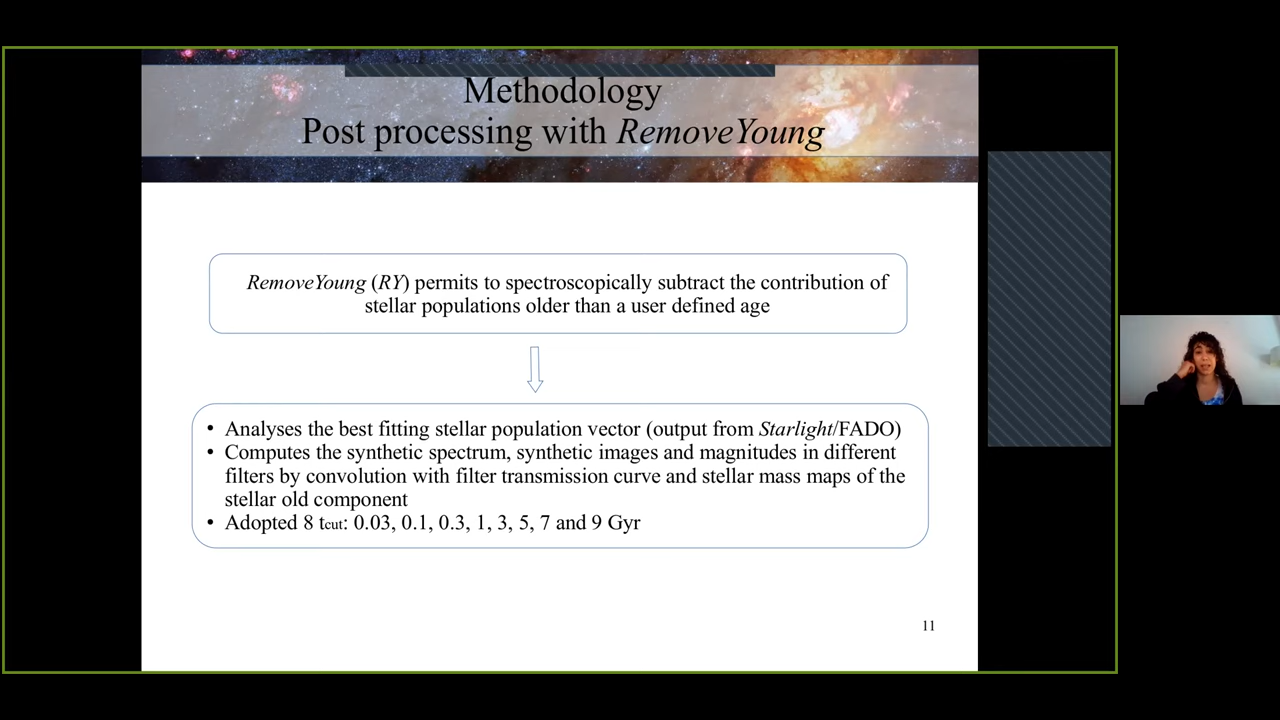 Methodology
Post processing with RemoveYoung
RemoveYoung (RY) permits to spectroscopically subtract the contribution of
stellar populations older than a user defined age
• Analyses the best fitting stellar population vector (output from Starlight/FADO)
• Computes the synthetic spectrum, synthetic images and magnitudes in different
filters by convolution with filter transmission curve and stellar mass maps of the
stellar old component
• Adopted 8 tcut: 0.03, 0.1, 0.3, 1, 3, 5, 7 and 9 Gyr
11